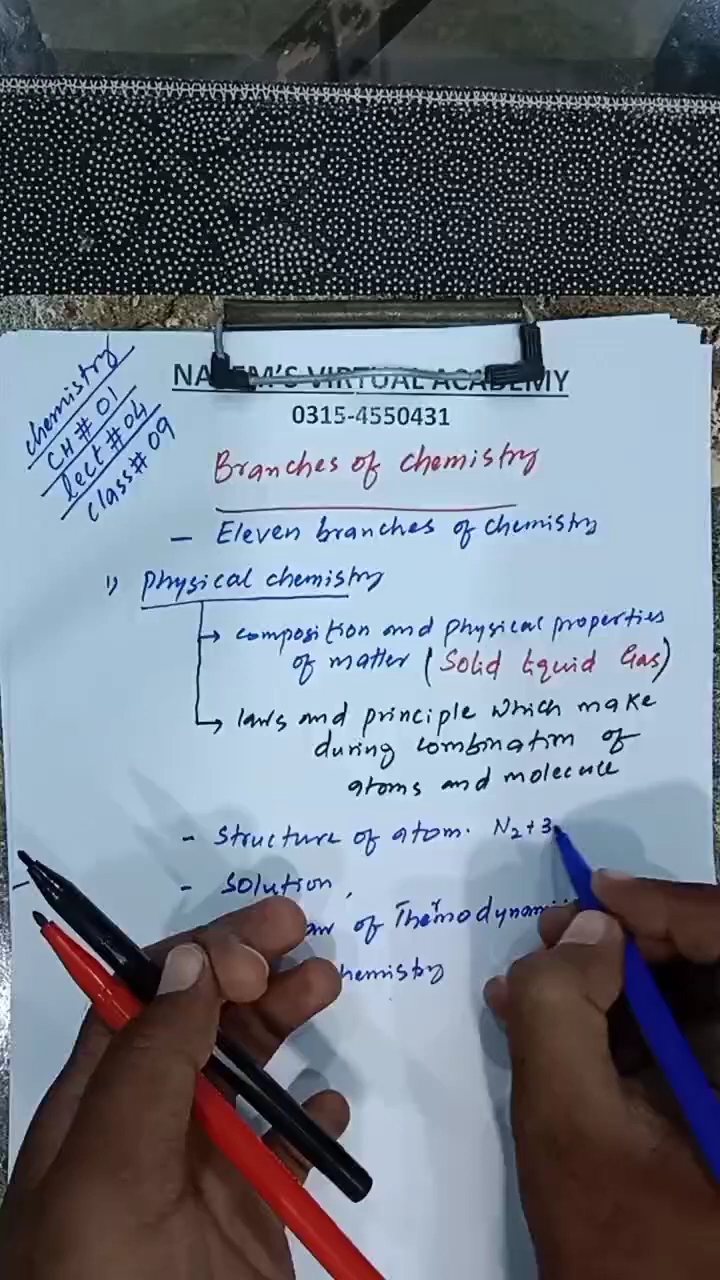 VIRTUAL ACADEMY
0315-4550431
chemistry
CH # 01
lect # 04
class # 09
Branches of chemistry
- Eleven branches of chemistry
1) Physical chemistry
→ composition and physical properties
of matter (Solid Liquid Gas)
→ laws and principle which make
during combination of
atoms and molecule
- Structure of atom. N2+3
- Solution,
of Themodynami
hemistry